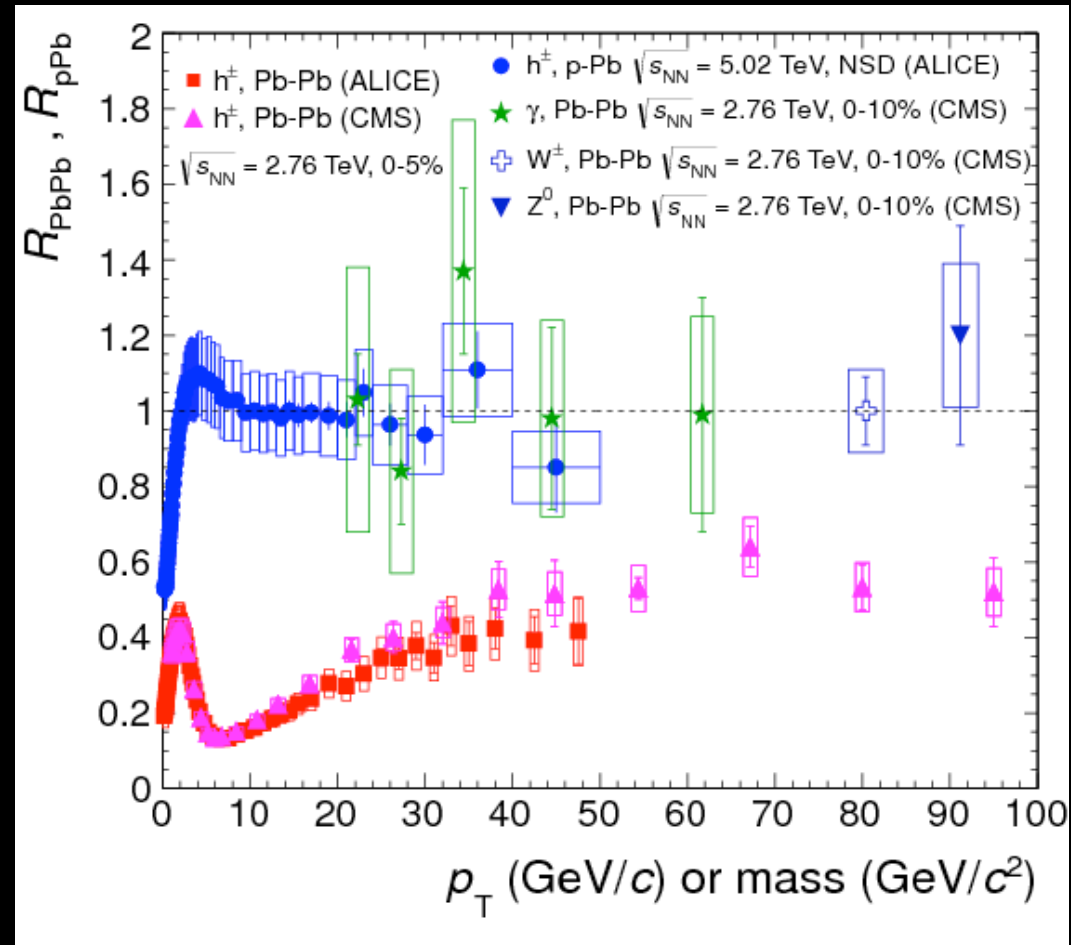 R_PbPb , R_pPb
h±, Pb-Pb (ALICE)
h±, Pb-Pb (CMS)
√s_NN = 2.76 TeV, 0-5%
h±, p-Pb √s_NN = 5.02 TeV, NSD (ALICE)
γ, Pb-Pb √s_NN = 2.76 TeV, 0-10% (CMS)
W±, Pb-Pb √s_NN = 2.76 TeV, 0-10% (CMS)
Z⁰, Pb-Pb √s_NN = 2.76 TeV, 0-10% (CMS)
2
1.8
1.6
1.4
1.2
1
0.8
0.6
0.4
0.2
0
0 10 20 30 40 50 60 70 80 90 100
p_T (GeV/c) or mass (GeV/c²)